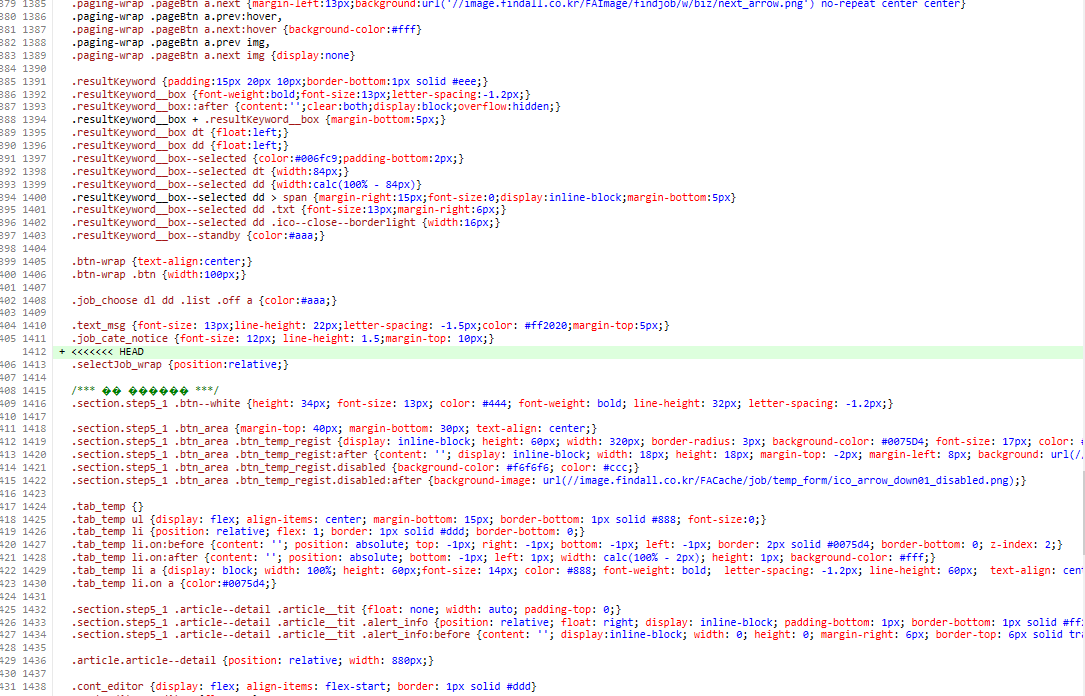 379 1385 .paging-wrap .pageBtn a.next {margin-left:13px;background:url('//image.findall.co.kr/FAImage/findjob/w/biz/next_arrow.png') no-repeat center center}
380 1386 .paging-wrap .pageBtn a.prev:hover,
381 1387 .paging-wrap .pageBtn a.next:hover {background-color:#fff}
382 1388 .paging-wrap .pageBtn a.prev img,
383 1389 .paging-wrap .pageBtn a.next img {display:none}
384 1390
385 1391 .resultKeyword {padding:15px 20px 10px;border-bottom:1px solid #eee;}
386 1392 .resultKeyword__box {font-weight:bold;font-size:13px;letter-spacing:-1.2px;}
387 1393 .resultKeyword__box::after {content:'';clear:both;display:block;overflow:hidden;}
388 1394 .resultKeyword__box + .resultKeyword__box {margin-bottom:5px;}
389 1395 .resultKeyword__box dt {float:left;}
390 1396 .resultKeyword__box dd {float:left;}
391 1397 .resultKeyword__box--selected {color:#006fc9;padding-bottom:2px;}
392 1398 .resultKeyword__box--selected dt {width:84px;}
393 1399 .resultKeyword__box--selected dd {width:calc(100% - 84px)}
394 1400 .resultKeyword__box--selected dd > span {margin-right:15px;font-size:0;display:inline-block;margin-bottom:5px}
395 1401 .resultKeyword__box--selected dd .txt {font-size:13px;margin-right:6px;}
396 1402 .resultKeyword__box--selected dd .ico--close--borderlight {width:16px;}
397 1403 .resultKeyword__box--standby {color:#aaa;}
398 1404
399 1405 .btn-wrap {text-align:center;}
400 1406 .btn-wrap .btn {width:100px;}
401 1407
402 1408 .job_choose dl dd .list .off a {color:#aaa;}
403 1409
404 1410 .text_msg {font-size: 13px;line-height: 22px;letter-spacing: -1.5px;color: #ff2020;margin-top:5px;}
405 1411 .job_cate_notice {font-size: 12px; line-height: 1.5;margin-top: 10px;}
1412 + <<<<<<< HEAD
406 1413 .selectJob_wrap {position:relative;}
407 1414
408 1415 /*** �� ������ ***/
409 1416 .section.step5_1 .btn--white {height: 34px; font-size: 13px; color: #444; font-weight: bold; line-height: 32px; letter-spacing: -1.2px;}
410 1417
411 1418 .section.step5_1 .btn_area {margin-top: 40px; margin-bottom: 30px; text-align: center;}
412 1419 .section.step5_1 .btn_area .btn_temp_regist {display: inline-block; height: 60px; width: 320px; border-radius: 3px; background-color: #0075D4; font-size: 17px; color: #
413 1420 .section.step5_1 .btn_area .btn_temp_regist:after {content: ''; display: inline-block; width: 18px; height: 18px; margin-top: -2px; margin-left: 8px; background: url(/
414 1421 .section.step5_1 .btn_area .btn_temp_regist.disabled {background-color: #f6f6f6; color: #ccc;}
415 1422 .section.step5_1 .btn_area .btn_temp_regist.disabled:after {background-image: url(//image.findall.co.kr/FACache/job/temp_form/ico_arrow_down01_disabled.png);}
416 1423
417 1424 .tab_temp {}
418 1425 .tab_temp ul {display: flex; align-items: center; margin-bottom: 15px; border-bottom: 1px solid #888; font-size:0;}
419 1426 .tab_temp li {position: relative; flex: 1; border: 1px solid #ddd; border-bottom: 0;}
420 1427 .tab_temp li.on:before {content: ''; position: absolute; top: -1px; right: -1px; bottom: -1px; left: -1px; border: 2px solid #0075d4; border-bottom: 0; z-index: 2;}
421 1428 .tab_temp li.on:after {content: ''; position: absolute; bottom: -1px; left: 1px; width: calc(100% - 2px); height: 1px; background-color: #fff;}
422 1429 .tab_temp li a {display: block; width: 100%; height: 60px;font-size: 14px; color: #888; font-weight: bold;  letter-spacing: -1.2px; line-height: 60px;  text-align: cen
423 1430 .tab_temp li.on a {color:#0075d4;}
424 1431
425 1432 .section.step5_1 .article--detail .article__tit {float: none; width: auto; padding-top: 0;}
426 1433 .section.step5_1 .article--detail .article__tit .alert_info {position: relative; float: right; display: inline-block; padding-bottom: 1px; border-bottom: 1px solid #ff
427 1434 .section.step5_1 .article--detail .article__tit .alert_info:before {content: ''; display:inline-block; width: 0; height: 0; margin-right: 6px; border-top: 6px solid tr
428 1435
429 1436 .article.article--detail {position: relative; width: 880px;}
430 1437
431 1438 .cont_editor {display: flex; align-items: flex-start; border: 1px solid #ddd}